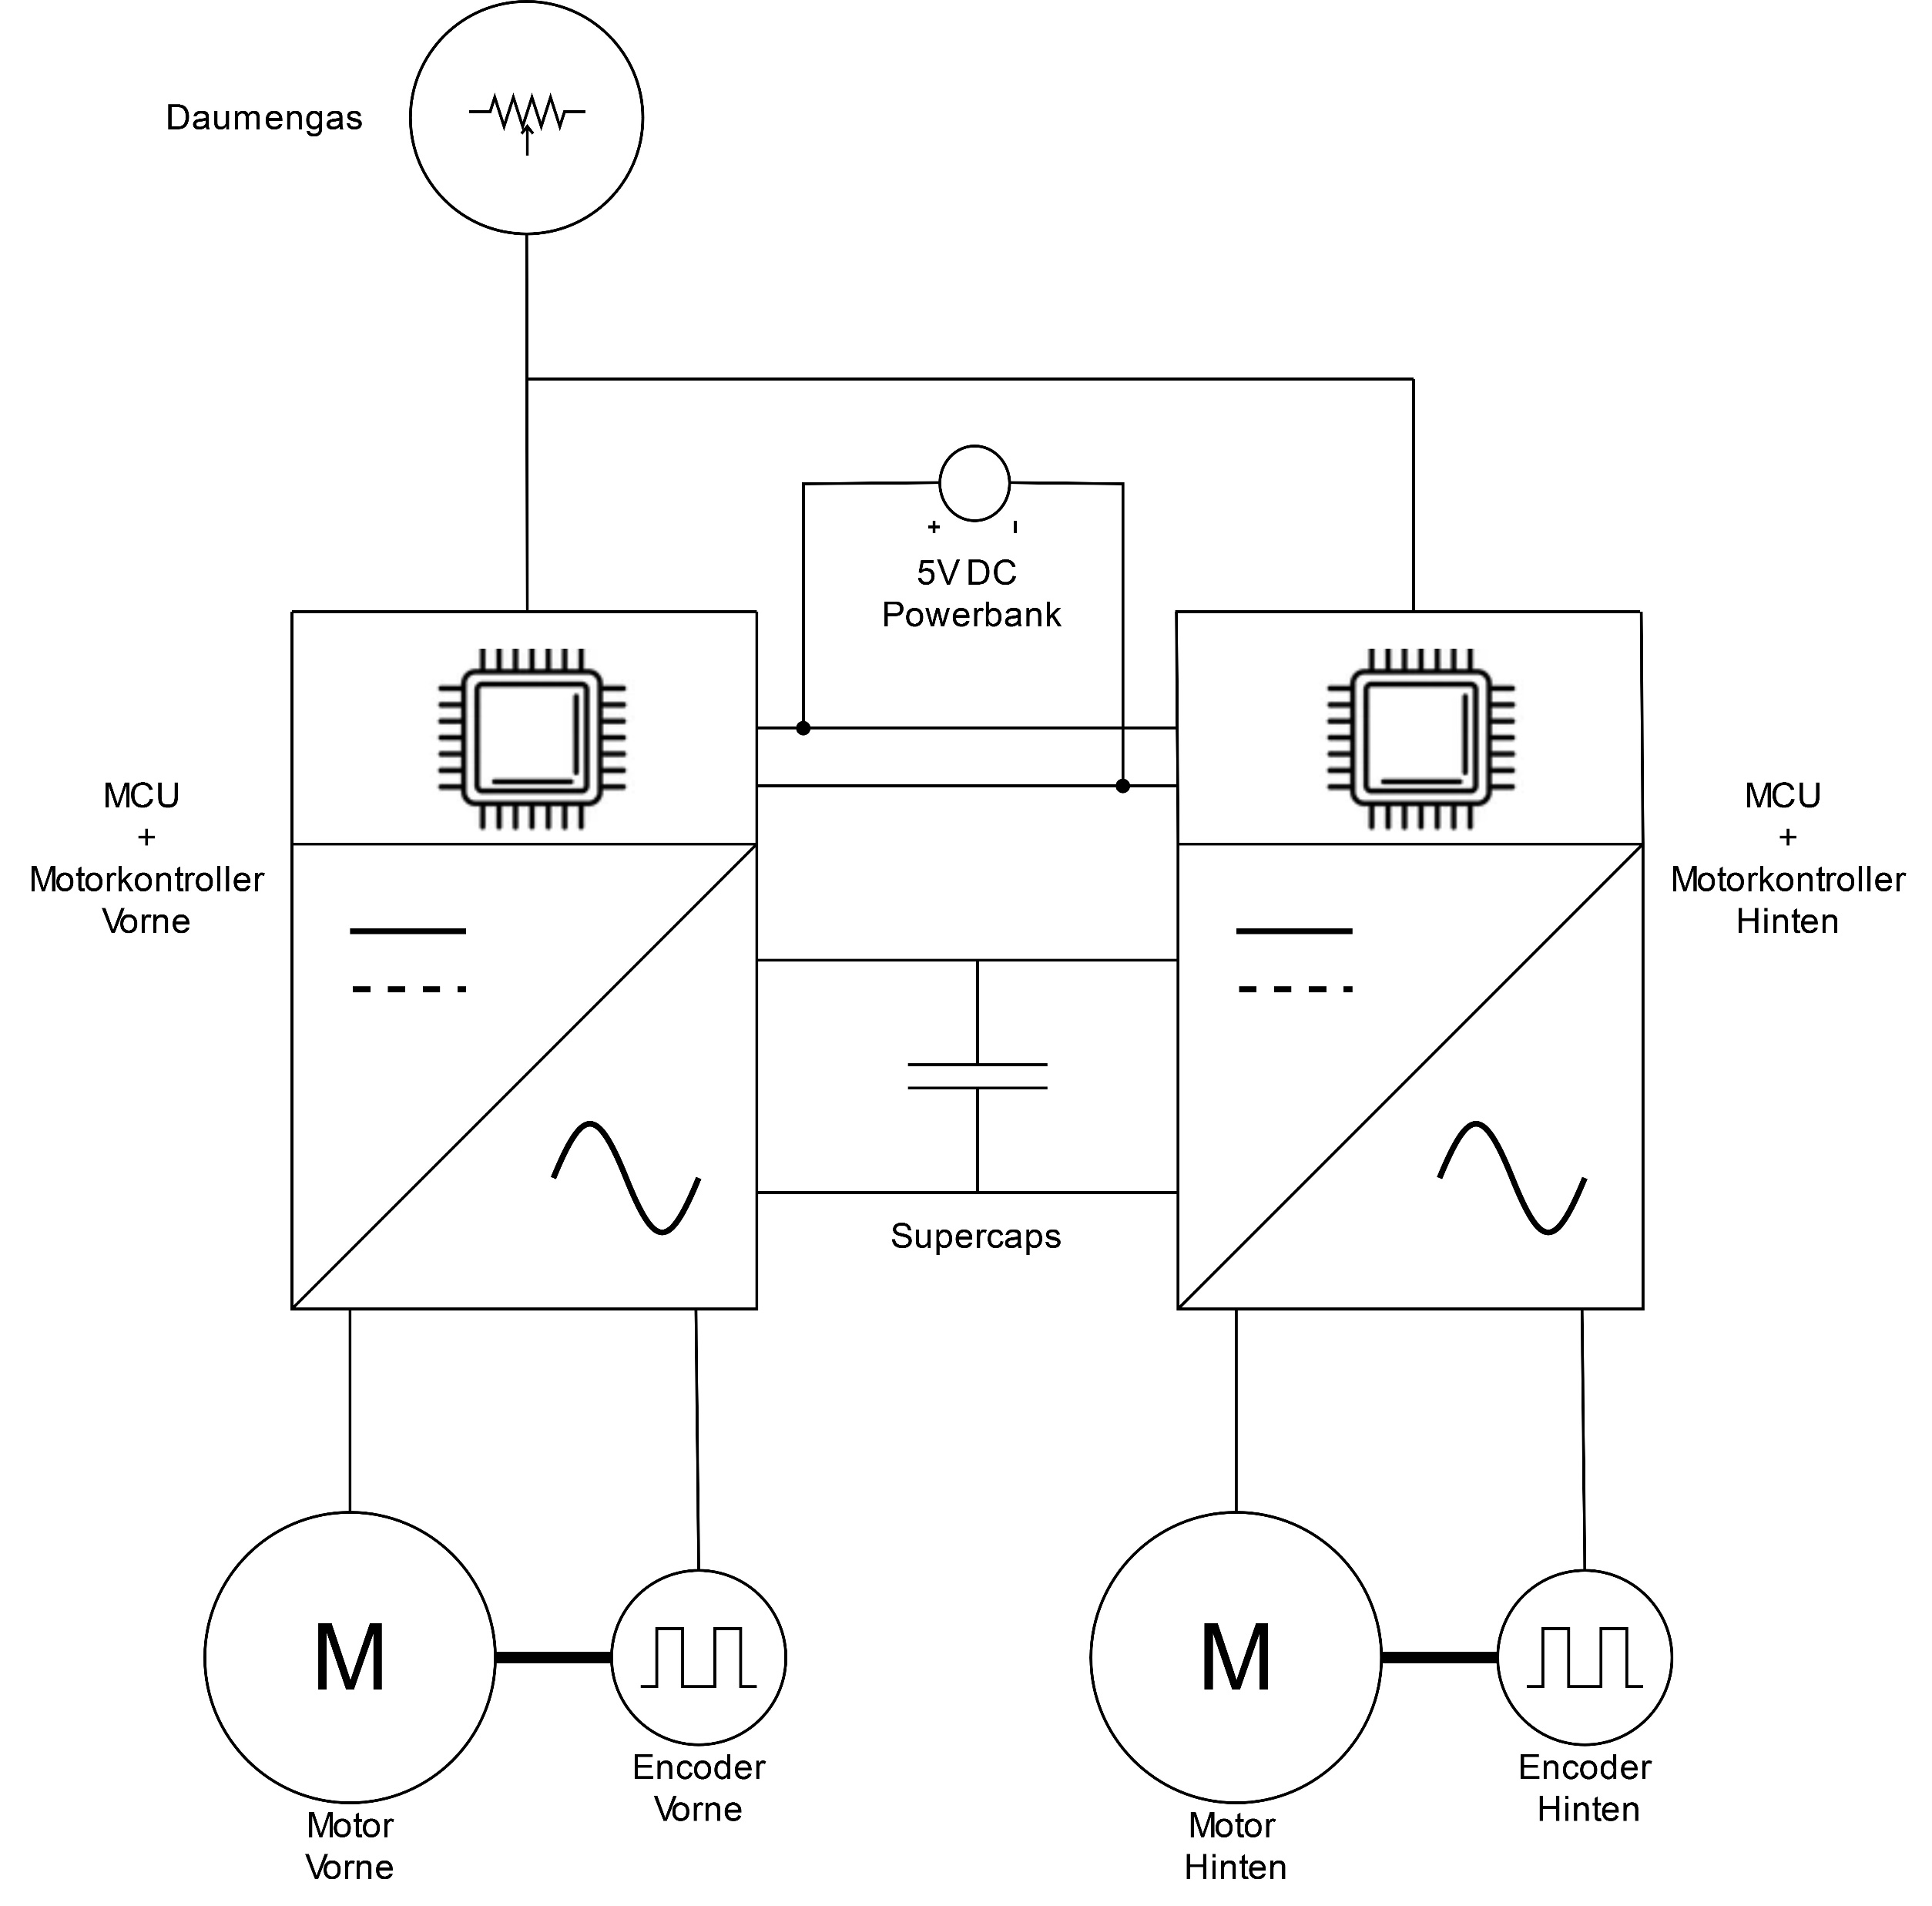 Daumengas
+ -
5V DC
Powerbank
MCU
+
Motorkontroller
Vorne
MCU
+
Motorkontroller
Hinten
Supercaps
M
M
Encoder
Vorne
Encoder
Hinten
Motor
Vorne
Motor
Hinten